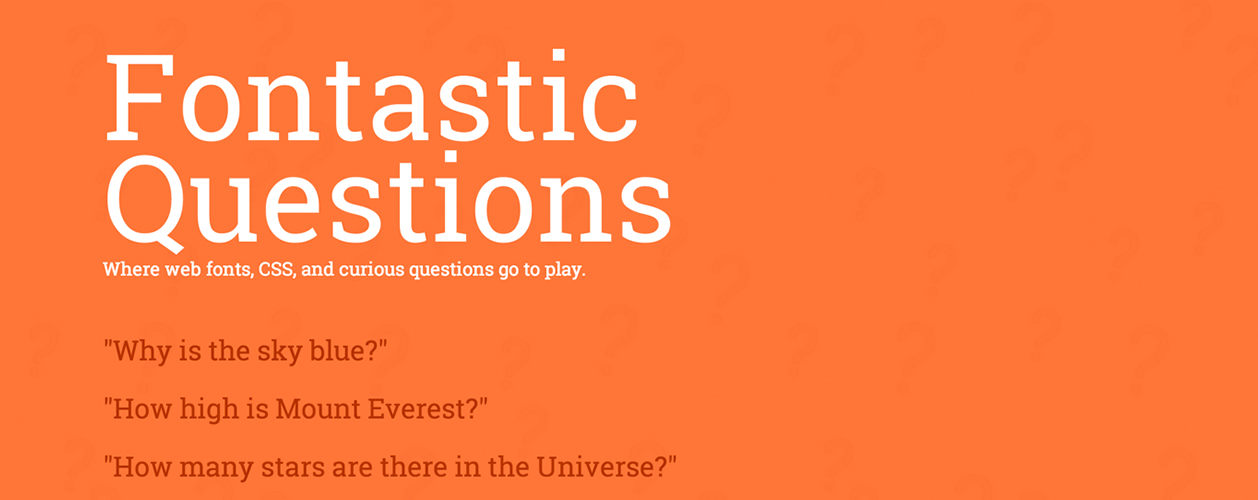 Fontastic
Questions
Where web fonts, CSS, and curious questions go to play.
"Why is the sky blue?"
"How high is Mount Everest?"
"How many stars are there in the Universe?"